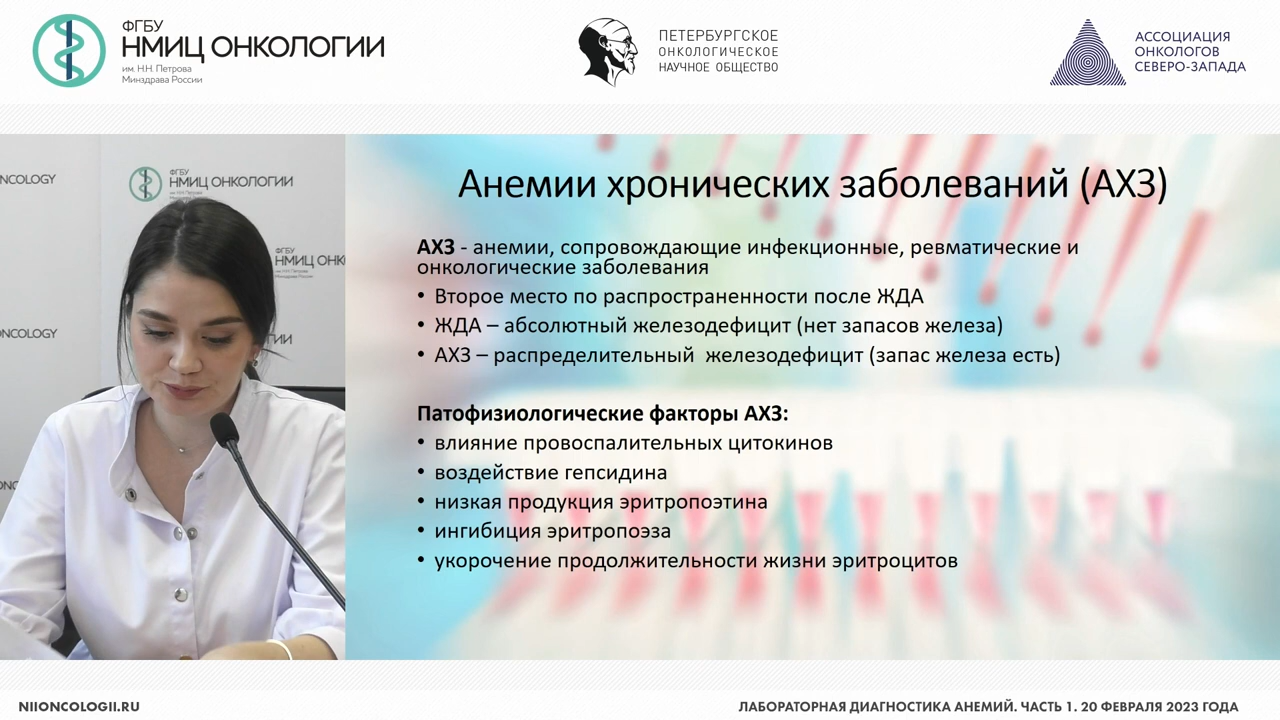 ФГБУ
НМИЦ ОНКОЛОГИИ
им. Н.Н. Петрова
Минздрава России
ПЕТЕРБУРГСКОЕ
ОНКОЛОГИЧЕСКОЕ
НАУЧНОЕ ОБЩЕСТВО
АССОЦИАЦИЯ
ОНКОЛОГОВ
СЕВЕРО-ЗАПАДА
NCOLOGY
ФГБУ
НМИЦ ОНКОЛОГИИ
ФГБУ
НМИЦ ОНК
ONCOLOGY
ГИИ
Анемии хронических заболеваний (АХЗ)
АХЗ - анемии, сопровождающие инфекционные, ревматические и
онкологические заболевания
• Второе место по распространенности после ЖДА
• ЖДА – абсолютный железодефицит (нет запасов железа)
• АХЗ – распределительный железодефицит (запас железа есть)
Патофизиологические факторы АХЗ:
• влияние провоспалительных цитокинов
• воздействие гепсидина
• низкая продукция эритропоэтина
• ингибиция эритропоэза
• укорочение продолжительности жизни эритроцитов
NIIONCOLOGII.RU
ЛАБОРАТОРНАЯ ДИАГНОСТИКА АНЕМИЙ. ЧАСТЬ 1. 20 ФЕВРАЛЯ 2023 ГОДА